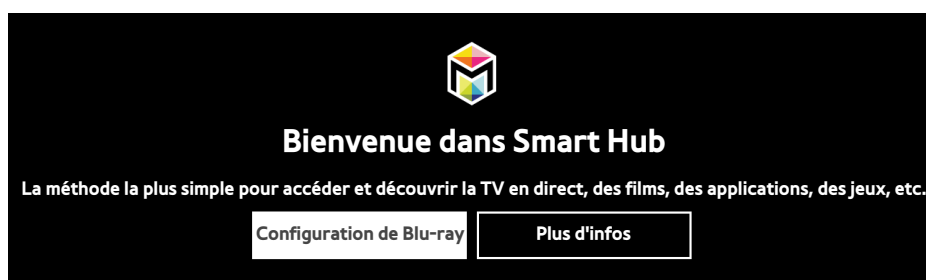 Bienvenue dans Smart Hub
La méthode la plus simple pour accéder et découvrir la TV en direct, des films, des applications, des jeux, etc.
Configuration de Blu-ray Plus d'infos